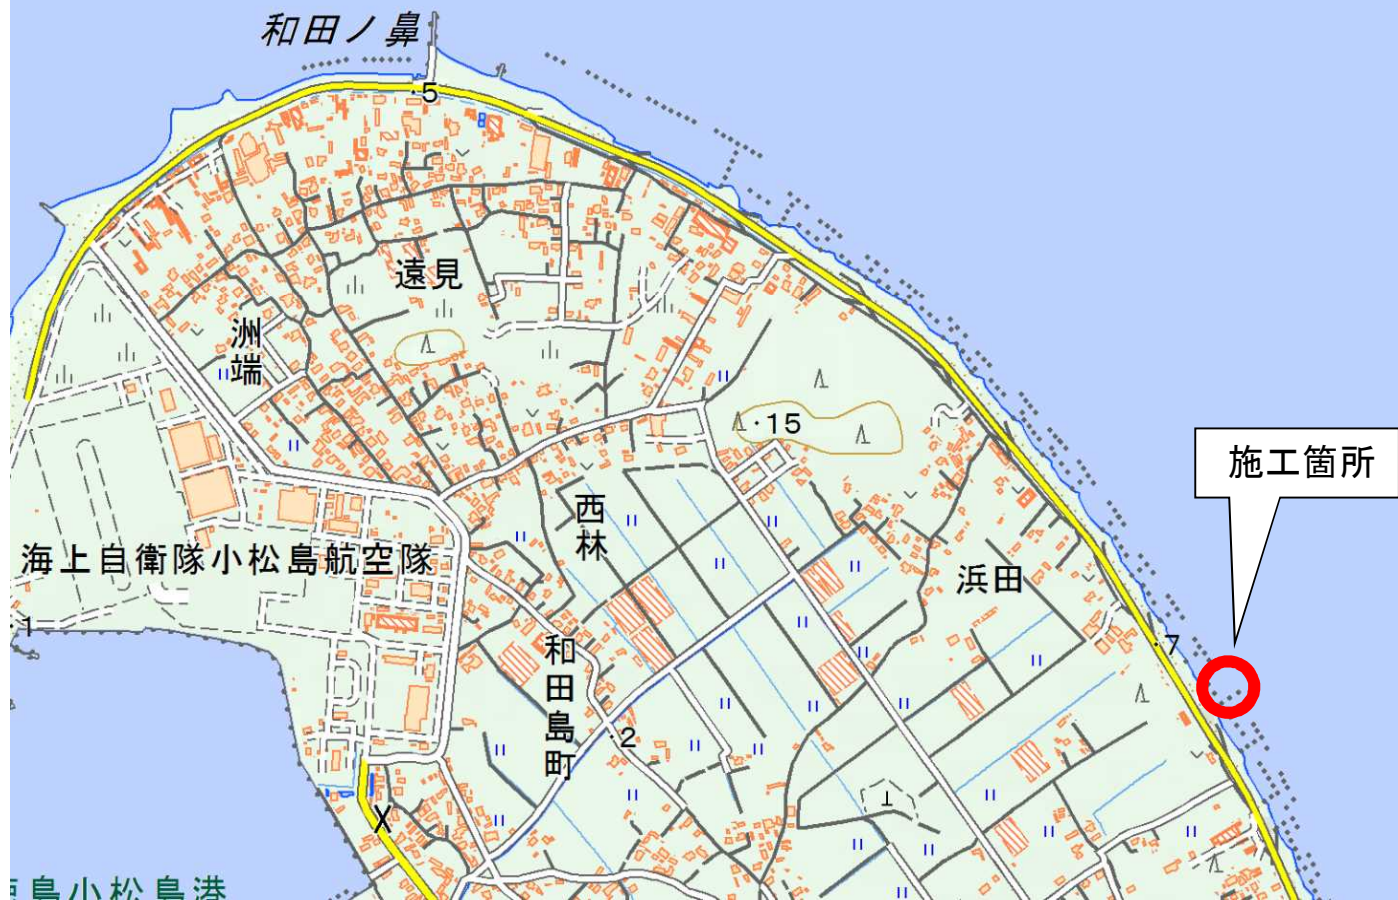 和田ノ鼻
・5
遠見
洲端
・15
施工箇所
西林
海上自衛隊小松島航空隊
浜田
・1
和田島町
・7
・2
島小松島港